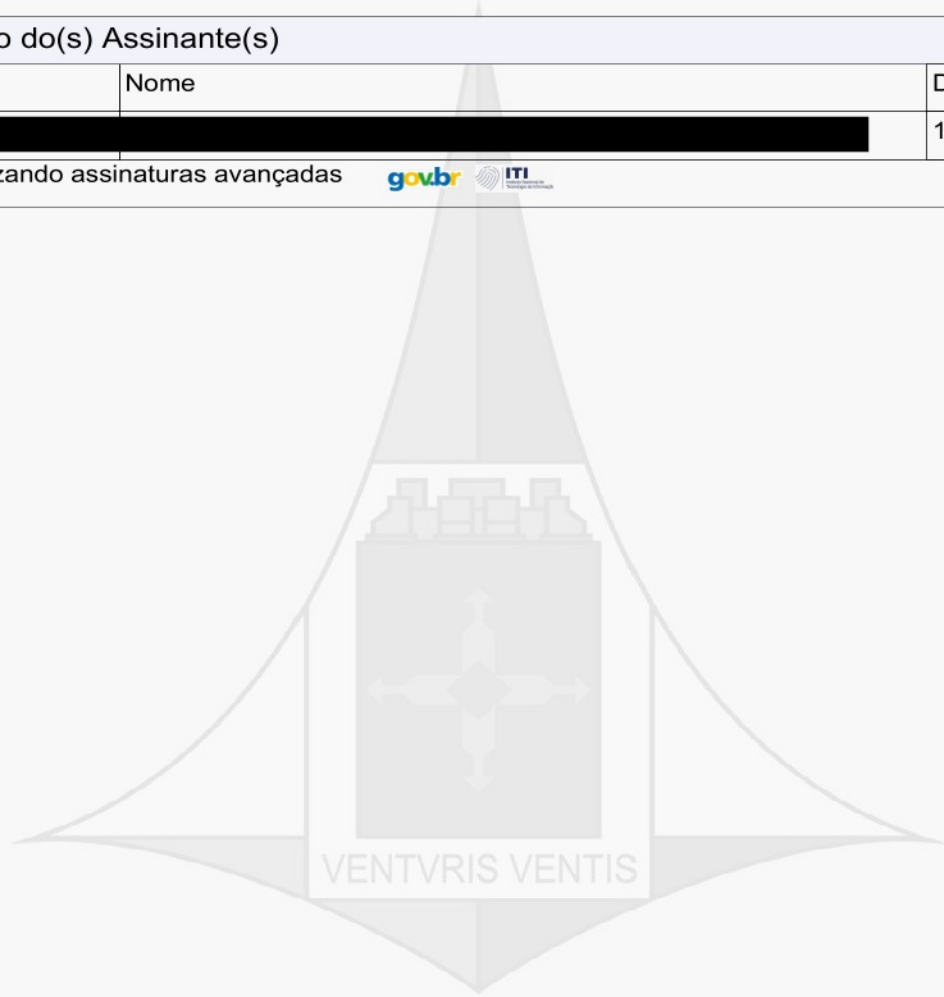 o do(s) Assinante(s)
Nome
D
1
zando assinaturas avançadas gov.br ITI
VENTVRIS VENTIS